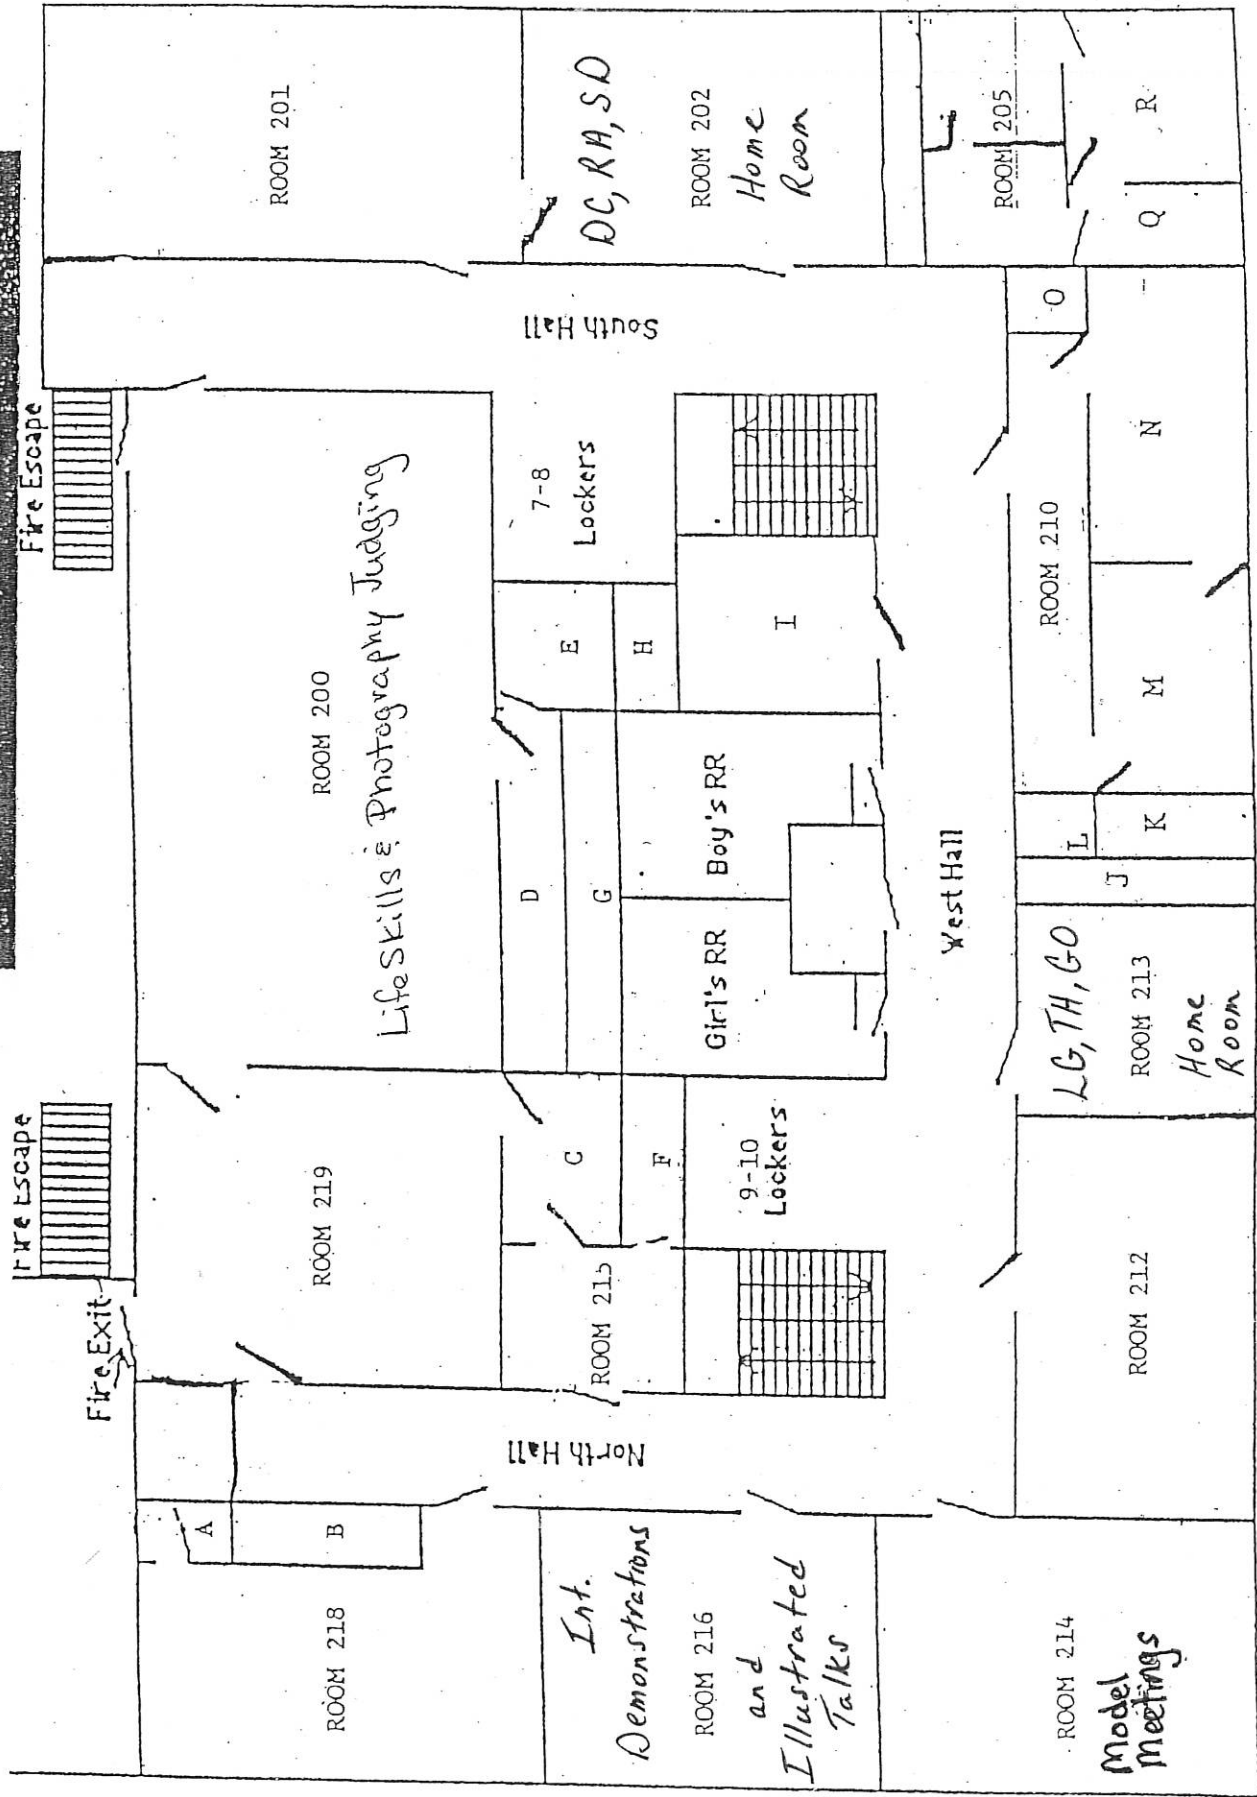 Fire Escape
Fire Escape
Fire Exit
ROOM 218
A
B
ROOM 219
ROOM 200
Life Skills & Photography Judging
ROOM 201
Int.
Demonstrations
ROOM 216
and
Illustrated
Talks
North Hall
ROOM 215
C
D
E
F
G
H
I
7-8
Lockers
South Hall
DC, RA, SD
ROOM 202
Home
Room
9-10
Lockers
Girl's RR
Boy's RR
West Hall
ROOM 214
Model
Meetings
ROOM 212
LG, TH, GO
ROOM 213
Home
Room
J
L
K
ROOM 210
M
N
O
ROOM 205
Q
R